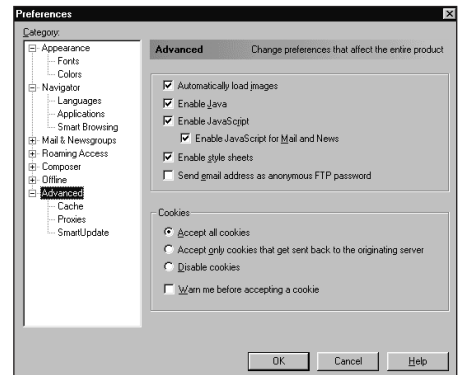 Preferences
Category:
Appearance
Fonts
Colors
Navigator
Languages
Applications
Smart Browsing
Mail & Newsgroups
Roaming Access
Composer
Offline
Advanced
Cache
Proxies
SmartUpdate
Advanced Change preferences that affect the entire product
Automatically load images
Enable Java
Enable JavaScript
Enable JavaScript for Mail and News
Enable style sheets
Send email address as anonymous FTP password
Cookies
Accept all cookies
Accept only cookies that get sent back to the originating server
Disable cookies
Warn me before accepting a cookie
OK Cancel Help